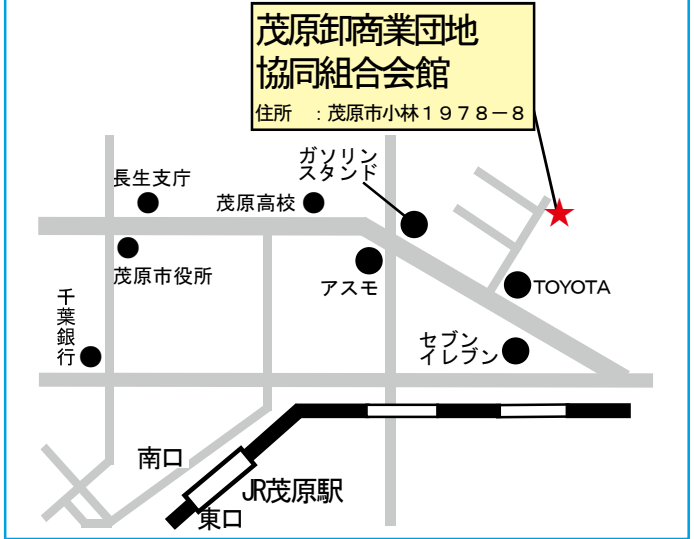 茂原卸商業団地
協同組合会館
住所　：茂原市小林１９７８－８
ガソリン
スタンド
長生支庁
茂原高校
茂原市役所
アスモ
TOYOTA
千葉銀行
セブン
イレブン
南口
JR茂原駅
東口